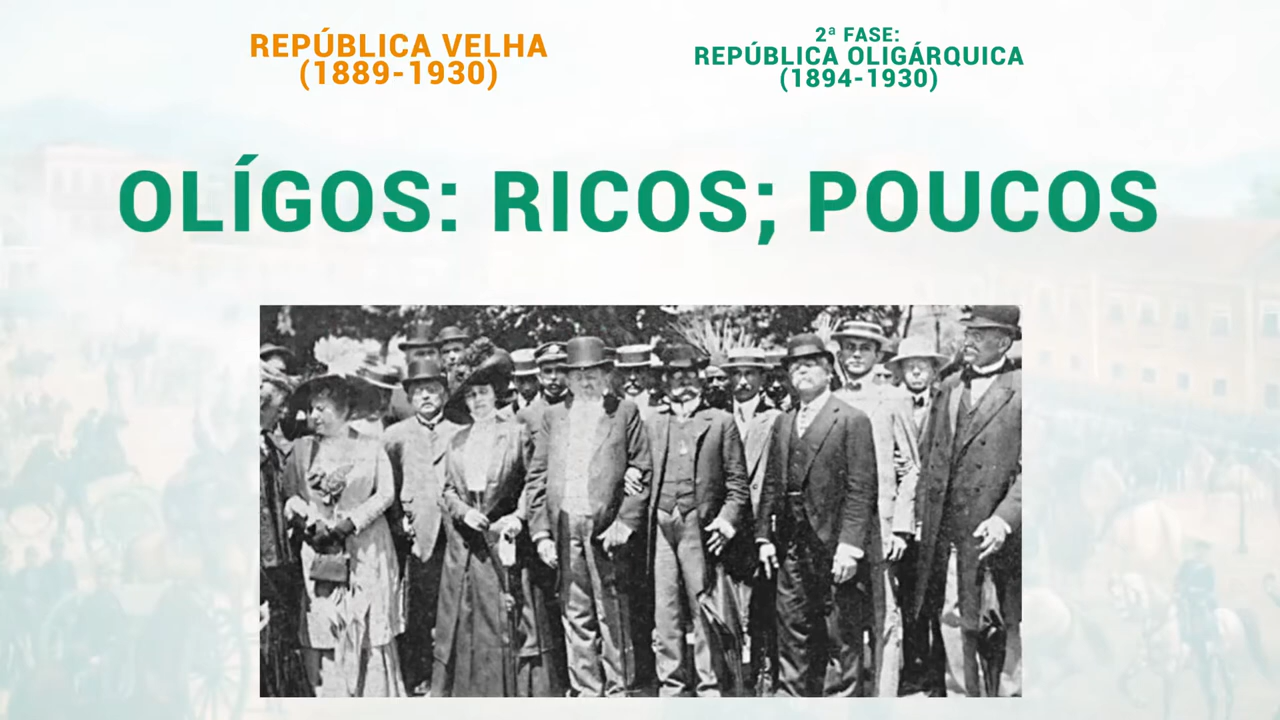 REPÚBLICA VELHA
(1889-1930)
2ª FASE:
REPÚBLICA OLIGÁRQUICA
(1894-1930)
OLÍGOS: RICOS; POUCOS